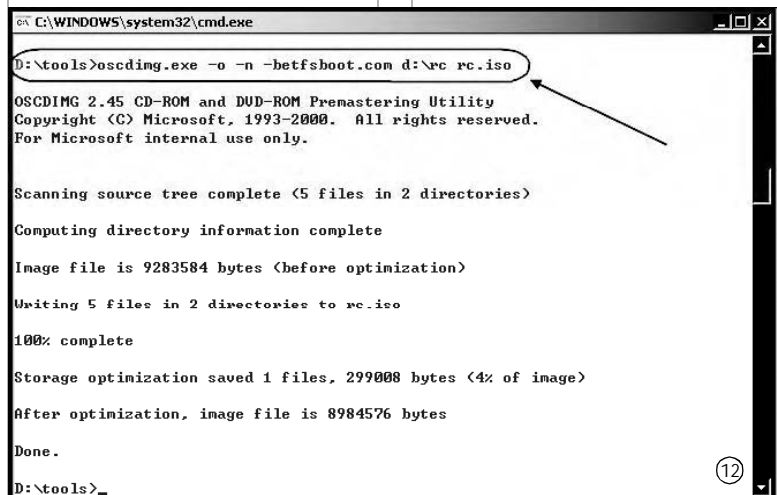 C:\WINDOWS\system32\cmd.exe
D:\tools>oscdimg.exe -o -n -betfsboot.com d:\rc rc.iso
OSCDIMG 2.45 CD-ROM and DVD-ROM Premastering Utility
Copyright (C) Microsoft, 1993-2000. All rights reserved.
For Microsoft internal use only.
Scanning source tree complete (5 files in 2 directories)
Computing directory information complete
Image file is 9283584 bytes (before optimization)
Writing 5 files in 2 directories to rc.iso
100% complete
Storage optimization saved 1 files, 299008 bytes (4% of image)
After optimization, image file is 8984576 bytes
Done.
D:\tools>_
12